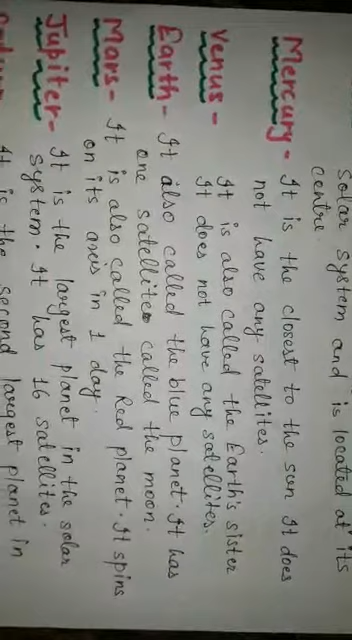 solar system and is located at its
centre.
Mercury- It is the closest to the sun It does
not have any satellites.
Venus- It is also called the Earth's sister
It does not have any satellites.
Earth- It also called the blue planet. It has
one satellite called the moon.
Mars- It is also called the Red planet. It spins
on its axes in 1 day.
Jupiter- It is the largest planet in the solar
system. It has 16 satellites.
It is the second largest planet in